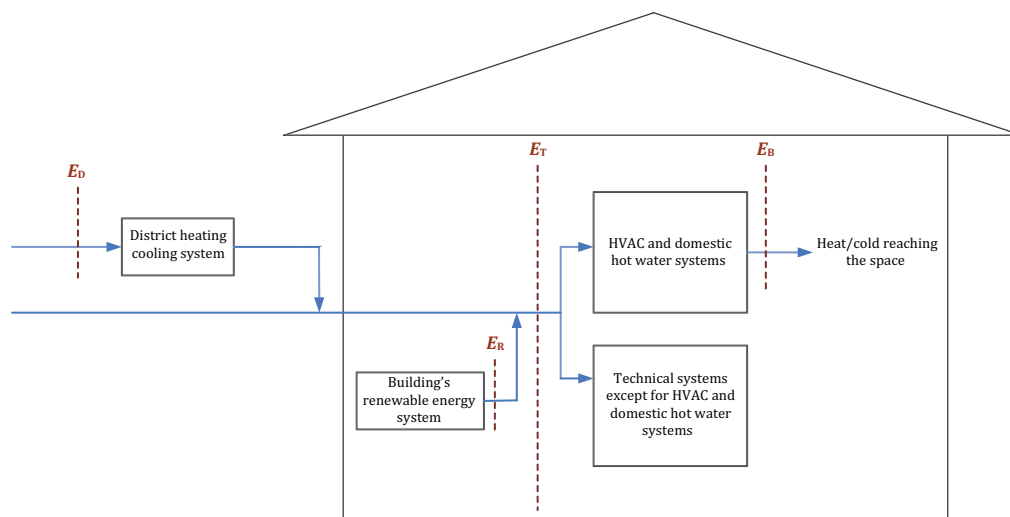 E_T
E_B
E_D
District heating
cooling system
HVAC and domestic
hot water systems
Heat/cold reaching
the space
E_R
Building's
renewable energy
system
Technical systems
except for HVAC and
domestic hot water
systems